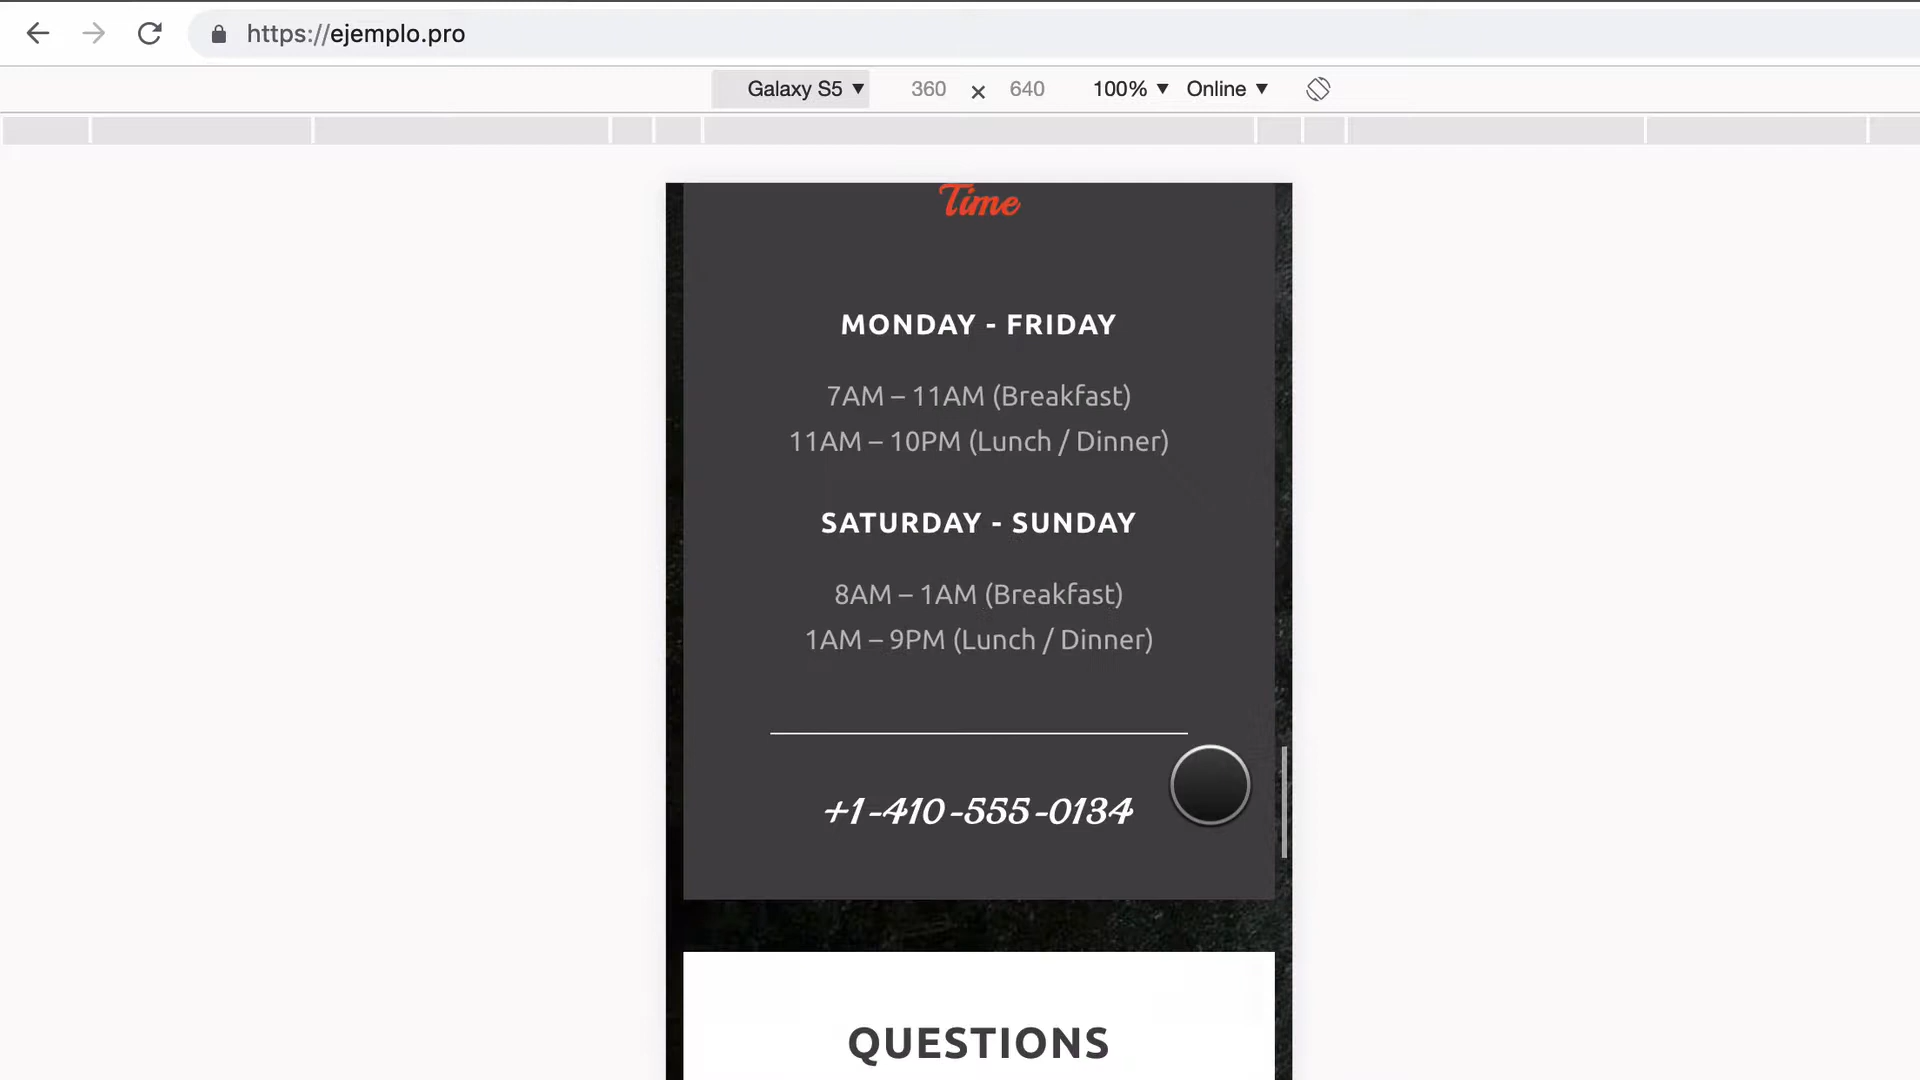 https://ejemplo.pro
Galaxy S5 ▼ 360 × 640 100% ▼ Online ▼
Time
MONDAY - FRIDAY
7AM – 11AM (Breakfast)
11AM – 10PM (Lunch / Dinner)
SATURDAY - SUNDAY
8AM – 1AM (Breakfast)
1AM – 9PM (Lunch / Dinner)
+1-410-555-0134
QUESTIONS